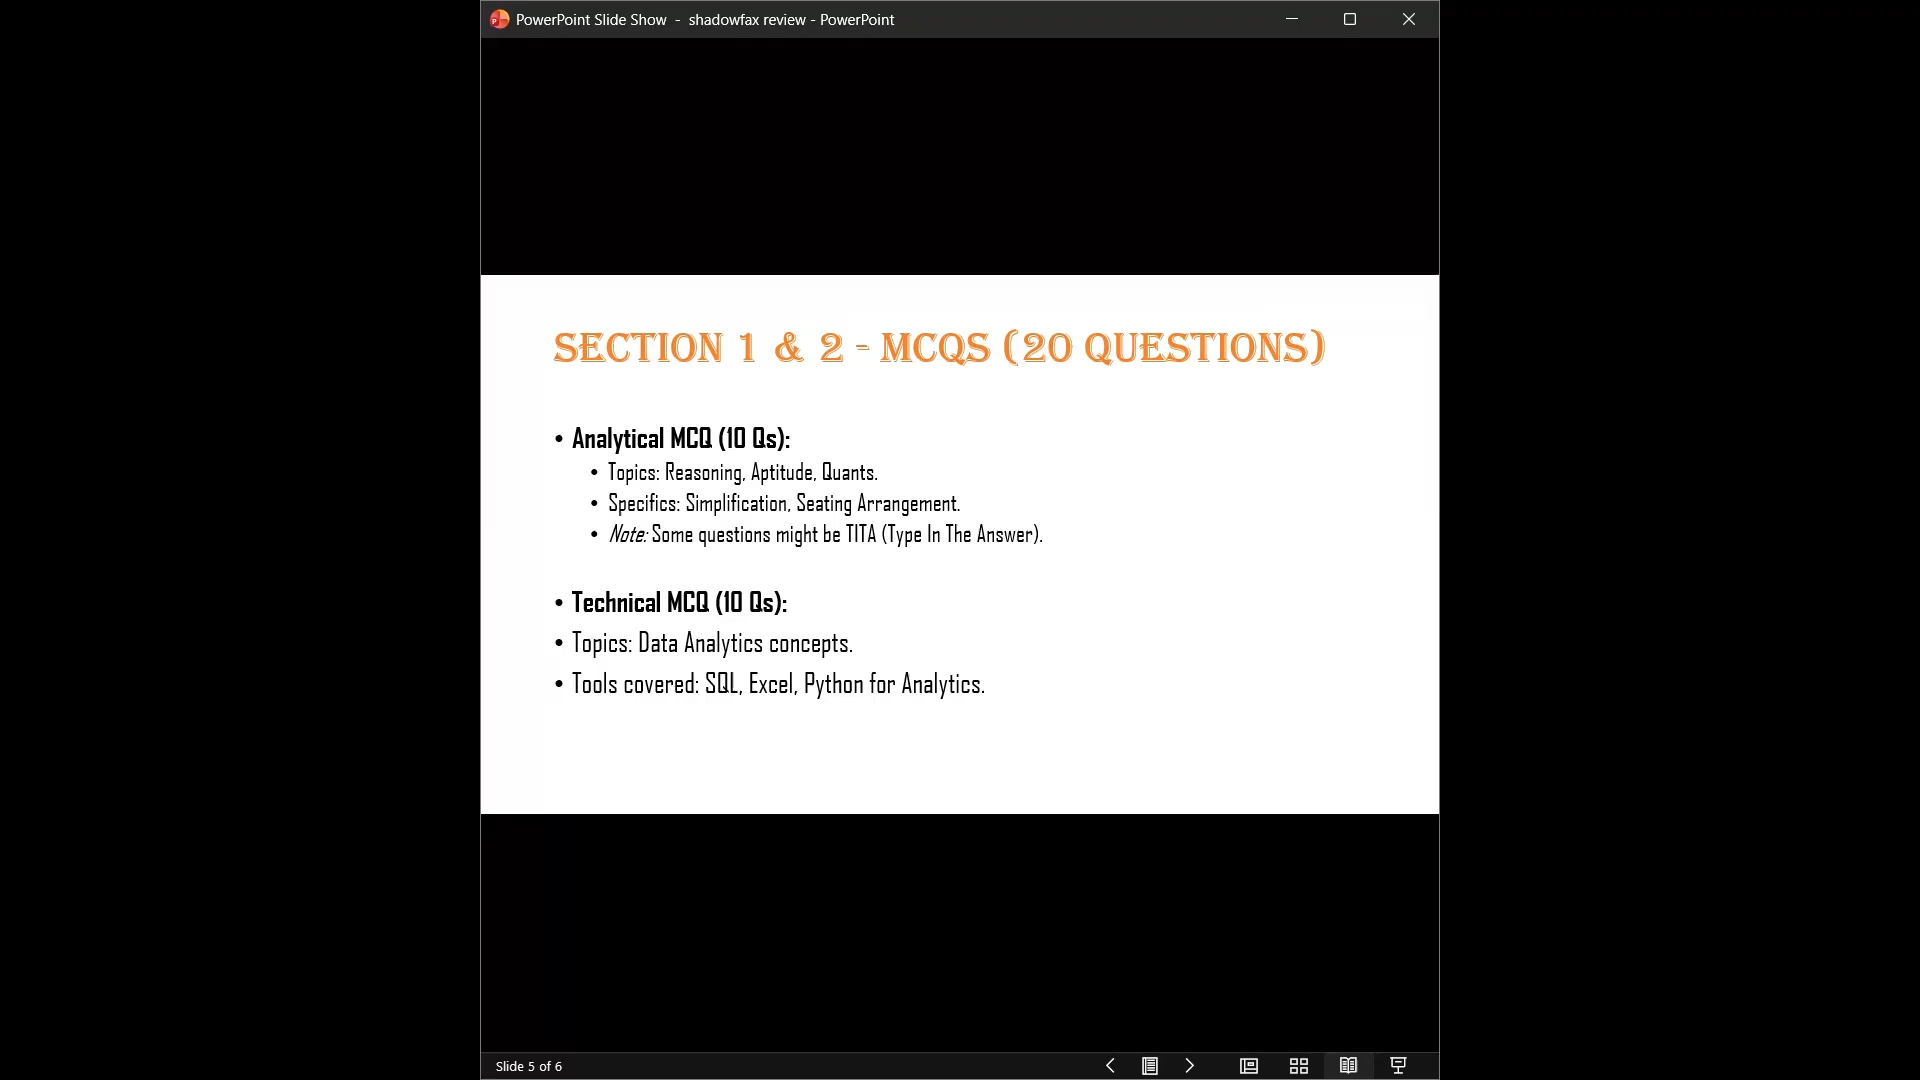 PowerPoint Slide Show - shadowfax review - PowerPoint
SECTION 1 & 2 - MCQS (20 QUESTIONS)
• Analytical MCQ (10 Qs):
• Topics: Reasoning, Aptitude, Quants.
• Specifics: Simplification, Seating Arrangement.
• Note: Some questions might be TITA (Type In The Answer).
• Technical MCQ (10 Qs):
• Topics: Data Analytics concepts.
• Tools covered: SQL, Excel, Python for Analytics.
Slide 5 of 6